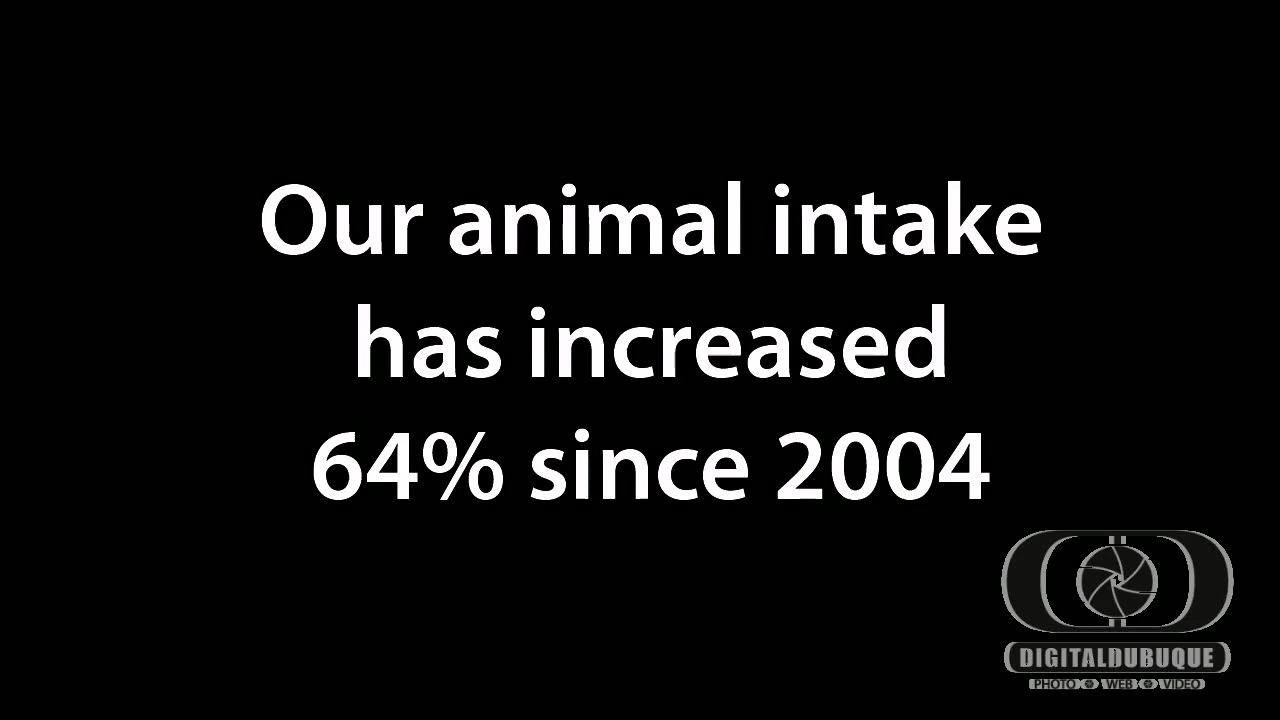 Our animal intake
has increased
64% since 2004
DIGITALDUBUQUE
PHOTO WEB VIDEO